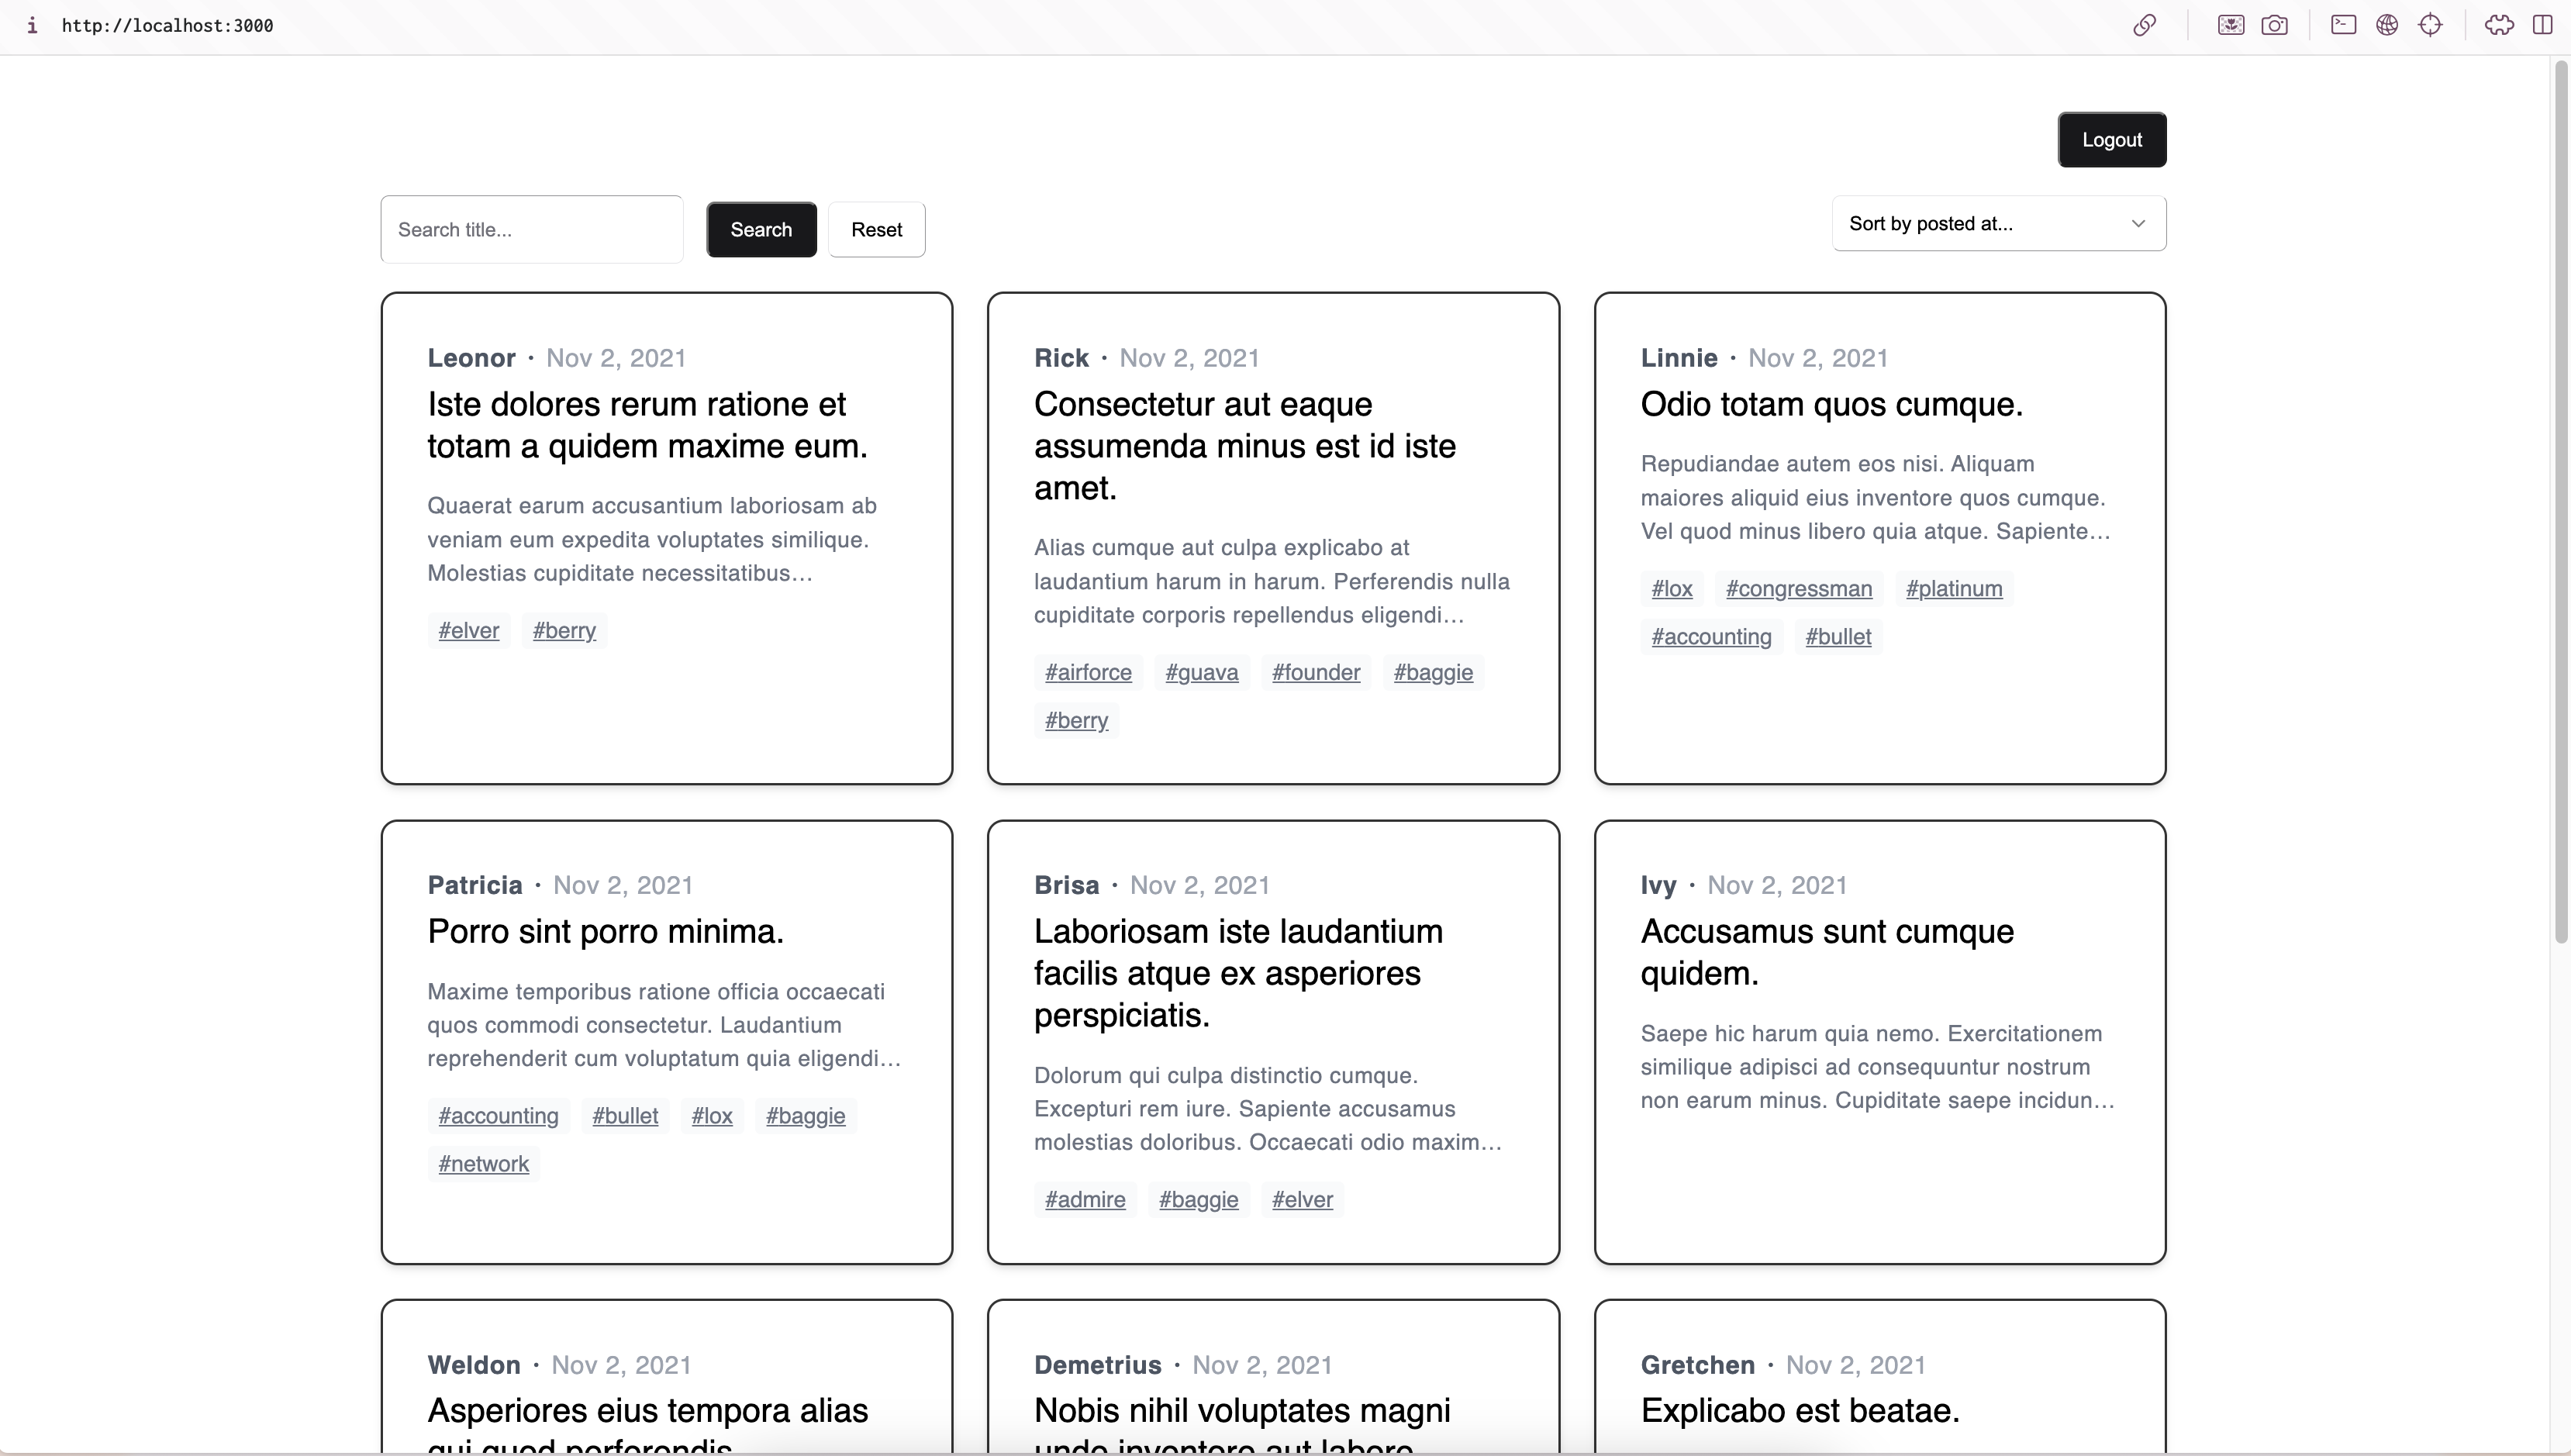 i http://localhost:3000
Logout
Search title...
Search
Reset
Sort by posted at...
Leonor · Nov 2, 2021
Iste dolores rerum ratione et
totam a quidem maxime eum.
Quaerat earum accusantium laboriosam ab
veniam eum expedita voluptates similique.
Molestias cupiditate necessitatibus...
#elver #berry
Rick · Nov 2, 2021
Consectetur aut eaque
assumenda minus est id iste
amet.
Alias cumque aut culpa explicabo at
laudantium harum in harum. Perferendis nulla
cupiditate corporis repellendus eligendi...
#airforce #guava #founder #baggie
#berry
Linnie · Nov 2, 2021
Odio totam quos cumque.
Repudiandae autem eos nisi. Aliquam
maiores aliquid eius inventore quos cumque.
Vel quod minus libero quia atque. Sapiente...
#lox #congressman #platinum
#accounting #bullet
Patricia · Nov 2, 2021
Porro sint porro minima.
Maxime temporibus ratione officia occaecati
quos commodi consectetur. Laudantium
reprehenderit cum voluptatum quia eligendi...
#accounting #bullet #lox #baggie
#network
Brisa · Nov 2, 2021
Laboriosam iste laudantium
facilis atque ex asperiores
perspiciatis.
Dolorum qui culpa distinctio cumque.
Excepturi rem iure. Sapiente accusamus
molestias doloribus. Occaecati odio maxim...
#admire #baggie #elver
Ivy · Nov 2, 2021
Accusamus sunt cumque
quidem.
Saepe hic harum quia nemo. Exercitationem
similique adipisci ad consequuntur nostrum
non earum minus. Cupiditate saepe incidun...
Weldon · Nov 2, 2021
Asperiores eius tempora alias
qui quod perferendis
Demetrius · Nov 2, 2021
Nobis nihil voluptates magni
unde inventore aut labore
Gretchen · Nov 2, 2021
Explicabo est beatae.